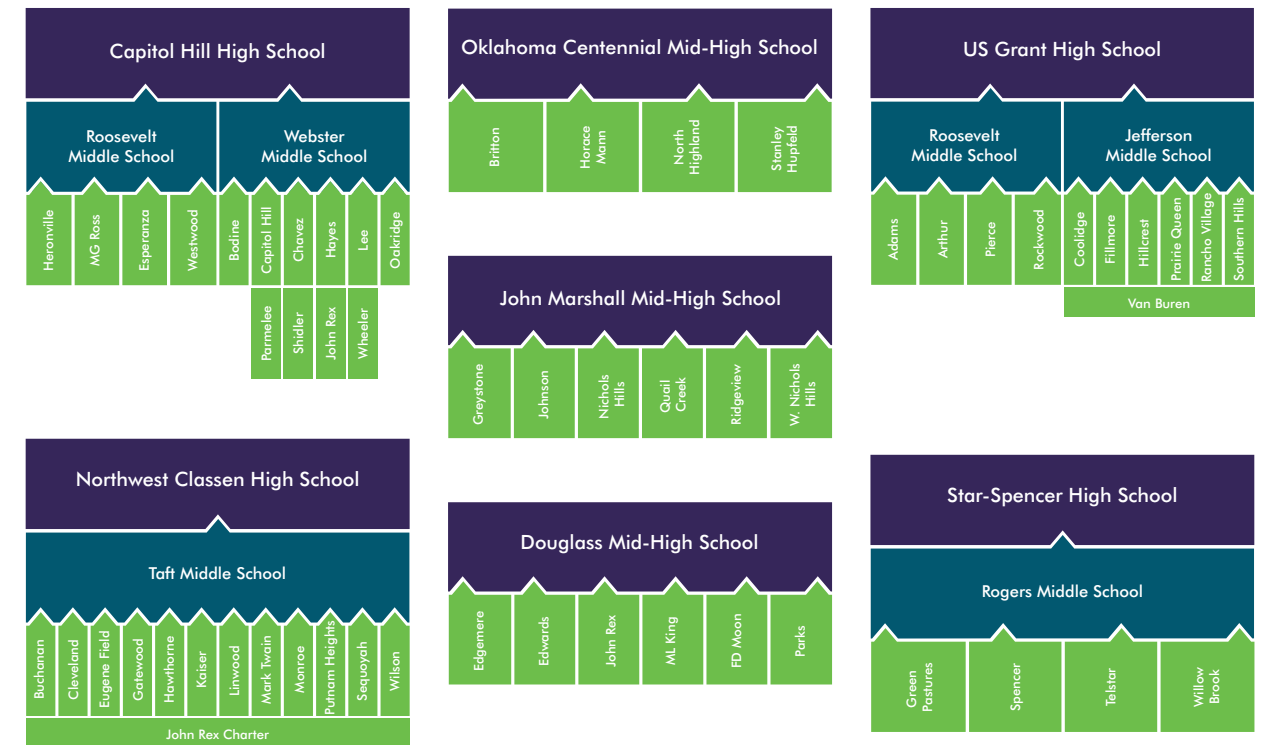 Capitol Hill High School
Roosevelt
Middle School
Webster
Middle School
Heronville
MG Ross
Esperanza
Westwood
Bodine
Capitol Hill
Chavez
Hayes
Lee
Oakridge
Parmelee
Shidler
John Rex
Wheeler
Oklahoma Centennial Mid-High School
Britton
Horace
Mann
North
Highland
Stanley
Hupfeld
US Grant High School
Roosevelt
Middle School
Jefferson
Middle School
Adams
Arthur
Pierce
Rockwood
Coolidge
Fillmore
Hillcrest
Prairie Queen
Rancho Village
Southern Hills
Van Buren
John Marshall Mid-High School
Greystone
Johnson
Nichols
Hills
Quail
Creek
Ridgeview
W. Nichols
Hills
Northwest Classen High School
Taft Middle School
Buchanan
Cleveland
Eugene Field
Gatewood
Hawthorne
Kaiser
Linwood
Mark Twain
Monroe
Putnam Heights
Sequoyah
Wilson
John Rex Charter
Douglass Mid-High School
Edgemere
Edwards
John Rex
ML King
FD Moon
Parks
Star-Spencer High School
Rogers Middle School
Green
Pastures
Spencer
Telstar
Willow
Brook